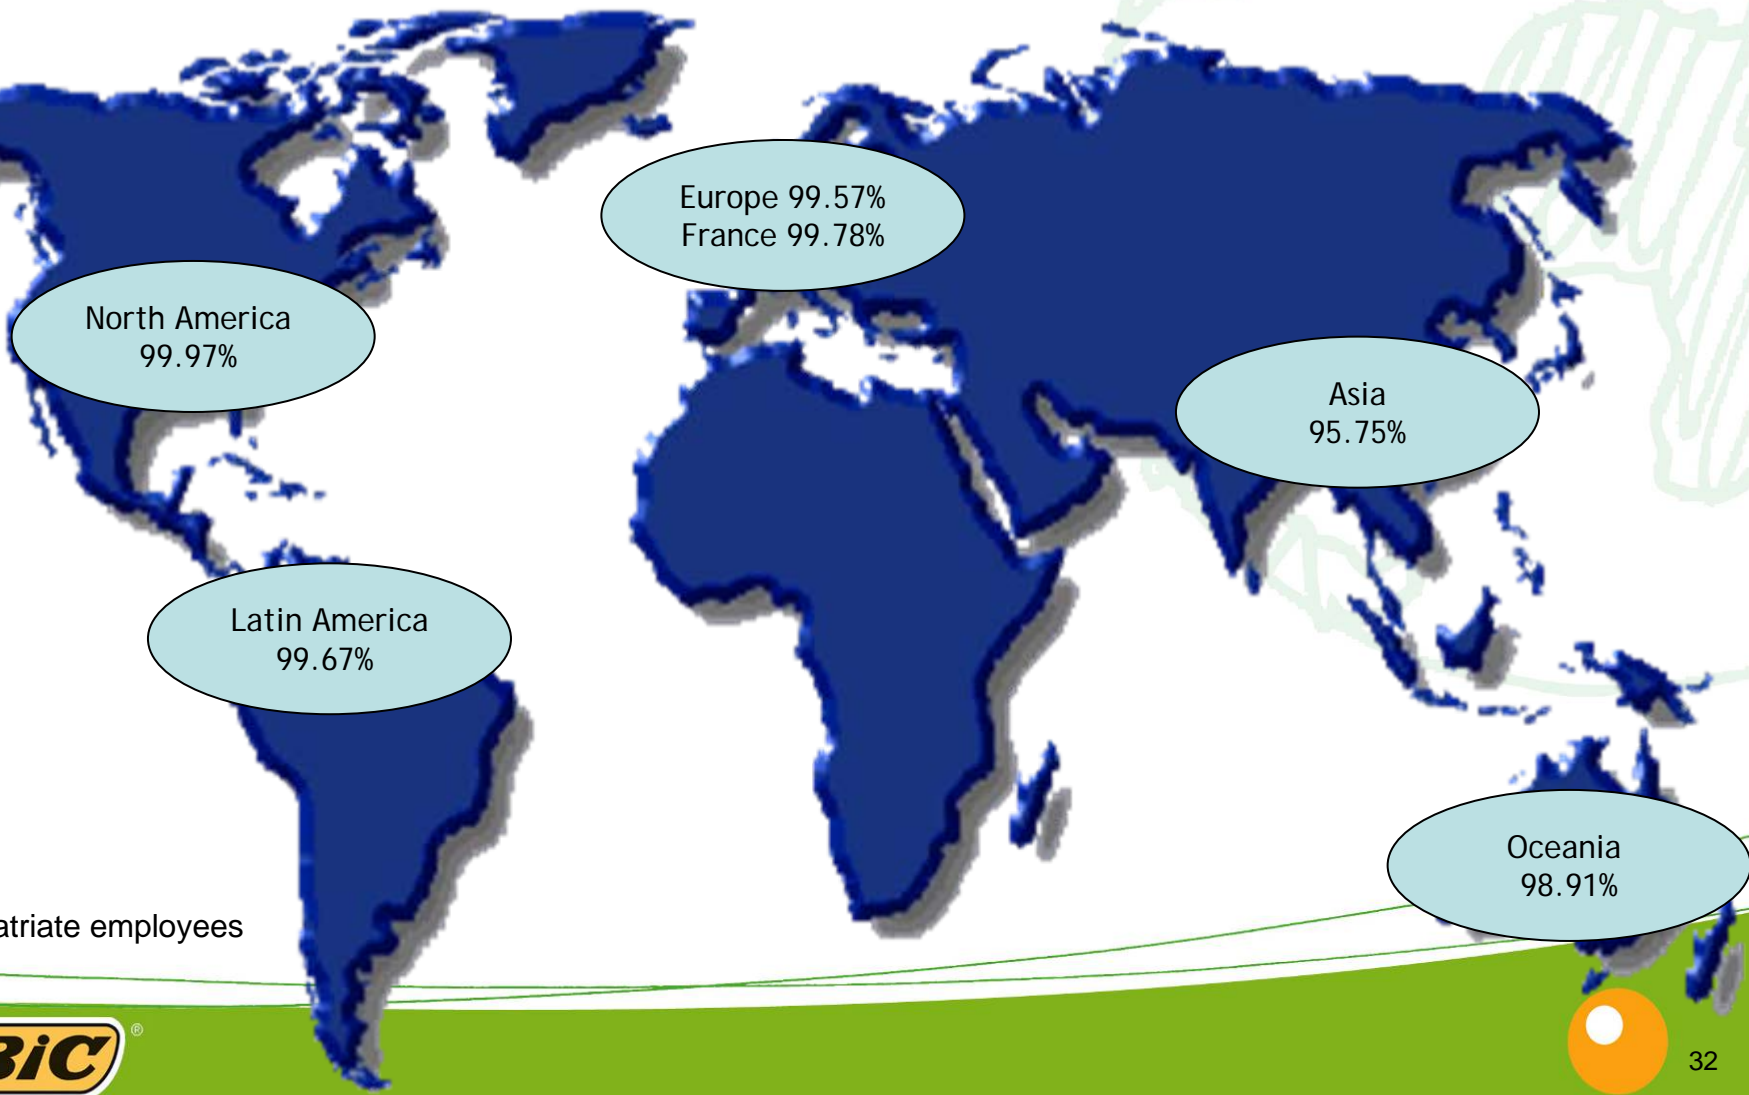 Europe 99.57%
France 99.78%
North America
99.97%
Asia
95.75%
Latin America
99.67%
Oceania
98.91%
atriate employees
BiC®
32